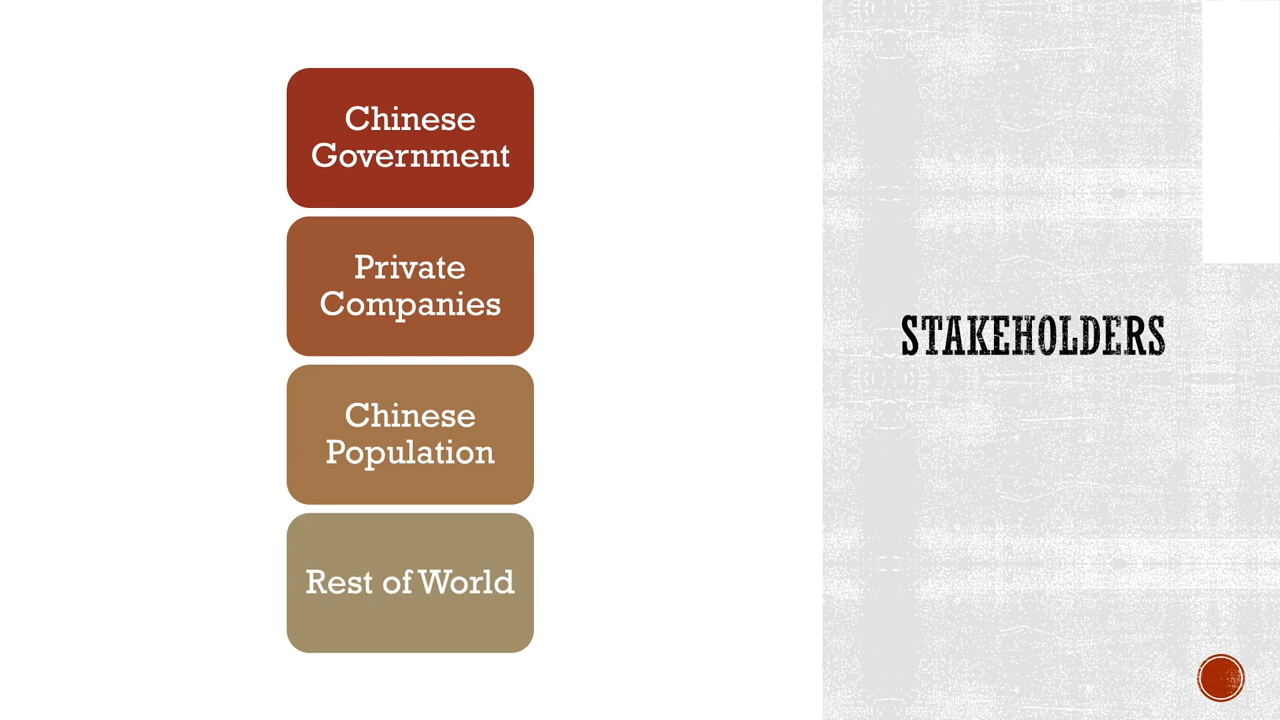 Chinese
Government
Private
Companies
Chinese
Population
Rest of World
STAKEHOLDERS